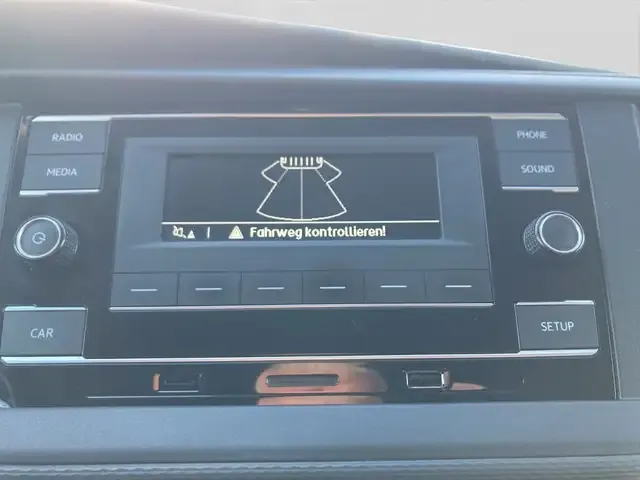 RADIO
PHONE
MEDIA
SOUND
Fahrweg kontrollieren!
CAR
SETUP